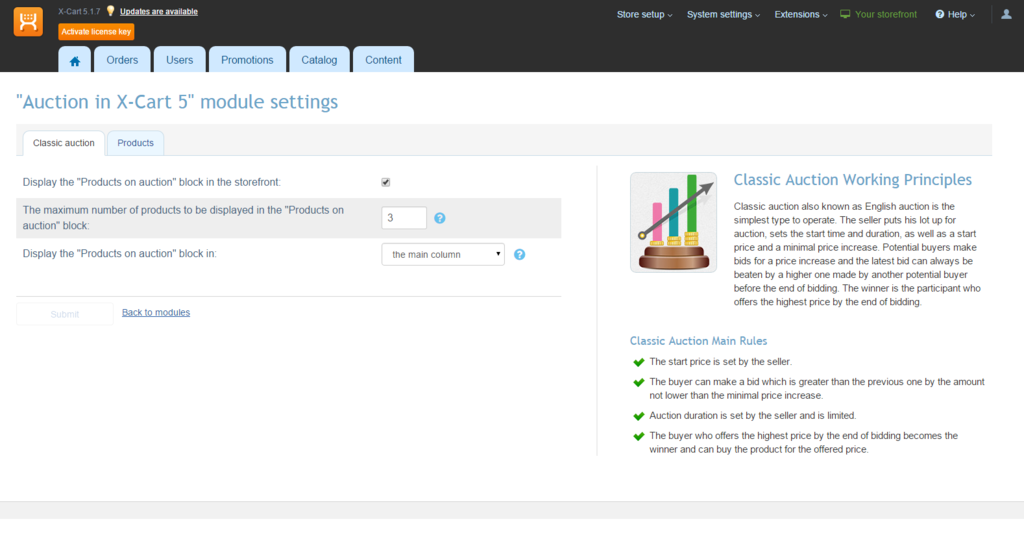 X-Cart 5.1.7 Updates are available
Activate license key
Store setup System settings Extensions Your storefront Help
Orders Users Promotions Catalog Content
"Auction in X-Cart 5" module settings
Classic auction Products
Display the "Products on auction" block in the storefront:
The maximum number of products to be displayed in the "Products on
auction" block:
3
Display the "Products on auction" block in:
the main column
Submit Back to modules
Classic Auction Working Principles
Classic auction also known as English auction is the
simplest type to operate. The seller puts his lot up for
auction, sets the start time and duration, as well as a start
price and a minimal price increase. Potential buyers make
bids for a price increase and the latest bid can always be
beaten by a higher one made by another potential buyer
before the end of bidding. The winner is the participant who
offers the highest price by the end of bidding.
Classic Auction Main Rules
The start price is set by the seller.
The buyer can make a bid which is greater than the previous one by the amount
not lower than the minimal price increase.
Auction duration is set by the seller and is limited.
The buyer who offers the highest price by the end of bidding becomes the
winner and can buy the product for the offered price.